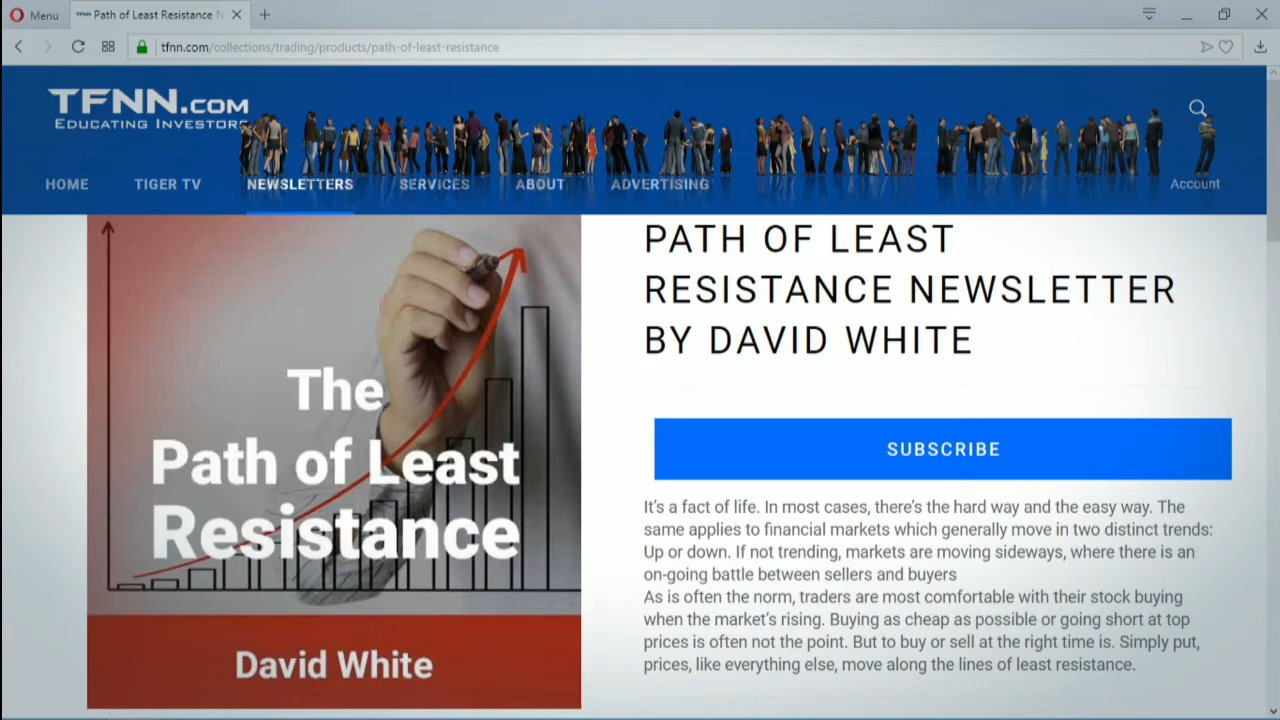 Menu
Path of Least Resistance N
tfnn.com/collections/trading/products/path-of-least-resistance
TFNN.COM
EDUCATING INVESTORS
HOME TIGER TV NEWSLETTERS SERVICES ABOUT ADVERTISING Account
The
Path of Least
Resistance
David White
PATH OF LEAST
RESISTANCE NEWSLETTER
BY DAVID WHITE
SUBSCRIBE
It's a fact of life. In most cases, there's the hard way and the easy way. The
same applies to financial markets which generally move in two distinct trends:
Up or down. If not trending, markets are moving sideways, where there is an
on-going battle between sellers and buyers
As is often the norm, traders are most comfortable with their stock buying
when the market's rising. Buying as cheap as possible or going short at top
prices is often not the point. But to buy or sell at the right time is. Simply put,
prices, like everything else, move along the lines of least resistance.